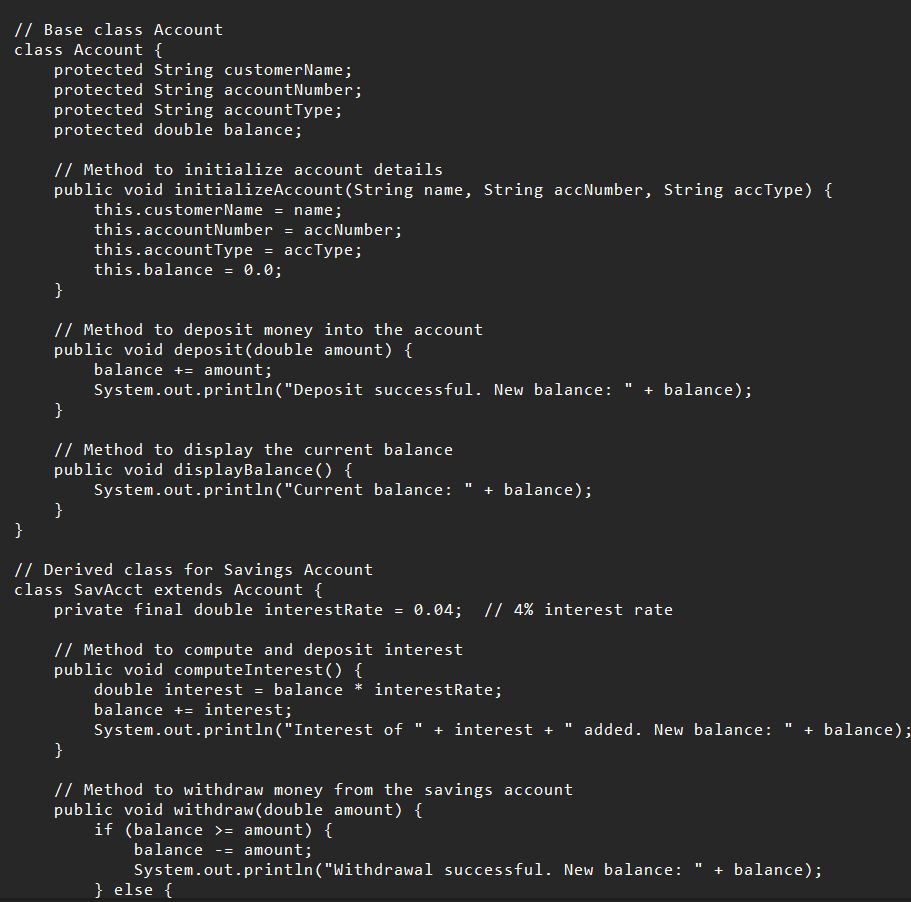 // Base class Account
class Account {
    protected String customerName;
    protected String accountNumber;
    protected String accountType;
    protected double balance;

    // Method to initialize account details
    public void initializeAccount(String name, String accNumber, String accType) {
        this.customerName = name;
        this.accountNumber = accNumber;
        this.accountType = accType;
        this.balance = 0.0;
    }

    // Method to deposit money into the account
    public void deposit(double amount) {
        balance += amount;
        System.out.println("Deposit successful. New balance: " + balance);
    }

    // Method to display the current balance
    public void displayBalance() {
        System.out.println("Current balance: " + balance);
    }
}

// Derived class for Savings Account
class SavAcct extends Account {
    private final double interestRate = 0.04;  // 4% interest rate

    // Method to compute and deposit interest
    public void computeInterest() {
        double interest = balance * interestRate;
        balance += interest;
        System.out.println("Interest of " + interest + " added. New balance: " + balance);
    }

    // Method to withdraw money from the savings account
    public void withdraw(double amount) {
        if (balance >= amount) {
            balance -= amount;
            System.out.println("Withdrawal successful. New balance: " + balance);
        } else {